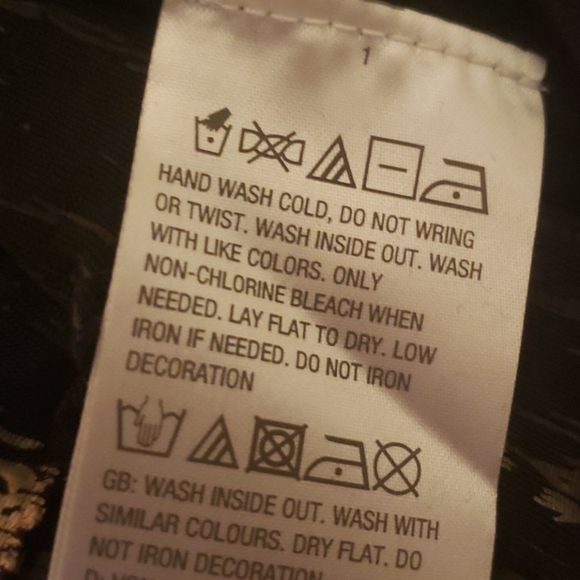 1
HAND WASH COLD, DO NOT WRING
OR TWIST. WASH INSIDE OUT. WASH
WITH LIKE COLORS. ONLY
NON-CHLORINE BLEACH WHEN
NEEDED. LAY FLAT TO DRY. LOW
IRON IF NEEDED. DO NOT IRON
DECORATION
GB: WASH INSIDE OUT. WASH WITH
SIMILAR COLOURS. DRY FLAT. DO
NOT IRON DECORATION